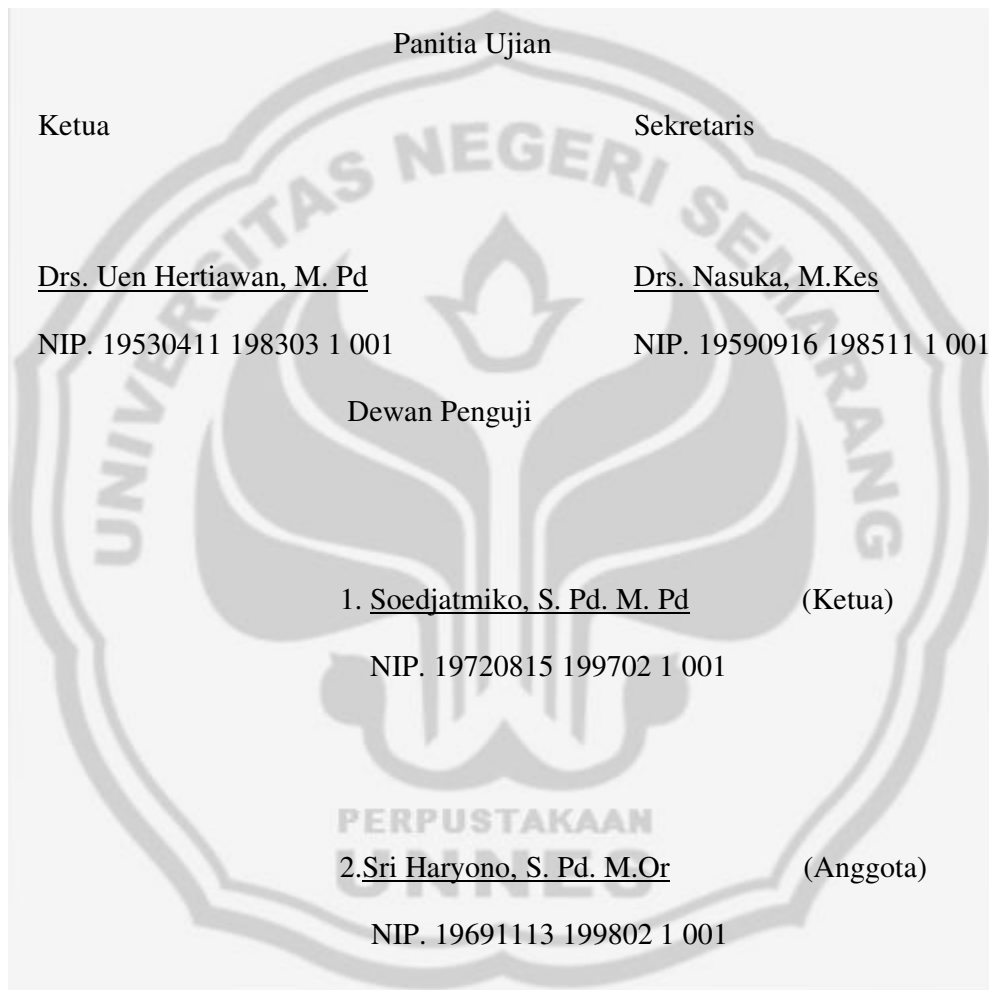 Panitia Ujian
Ketua Sekretaris
Drs. Uen Hertiawan, M. Pd Drs. Nasuka, M.Kes
NIP. 19530411 198303 1 001 NIP. 19590916 198511 1 001
Dewan Penguji
1. Soedjatmiko, S. Pd. M. Pd (Ketua)
NIP. 19720815 199702 1 001
2.Sri Haryono, S. Pd. M.Or (Anggota)
NIP. 19691113 199802 1 001
UNIVERSITAS NEGERI SEMARANG
PERPUSTAKAAN
UNNES